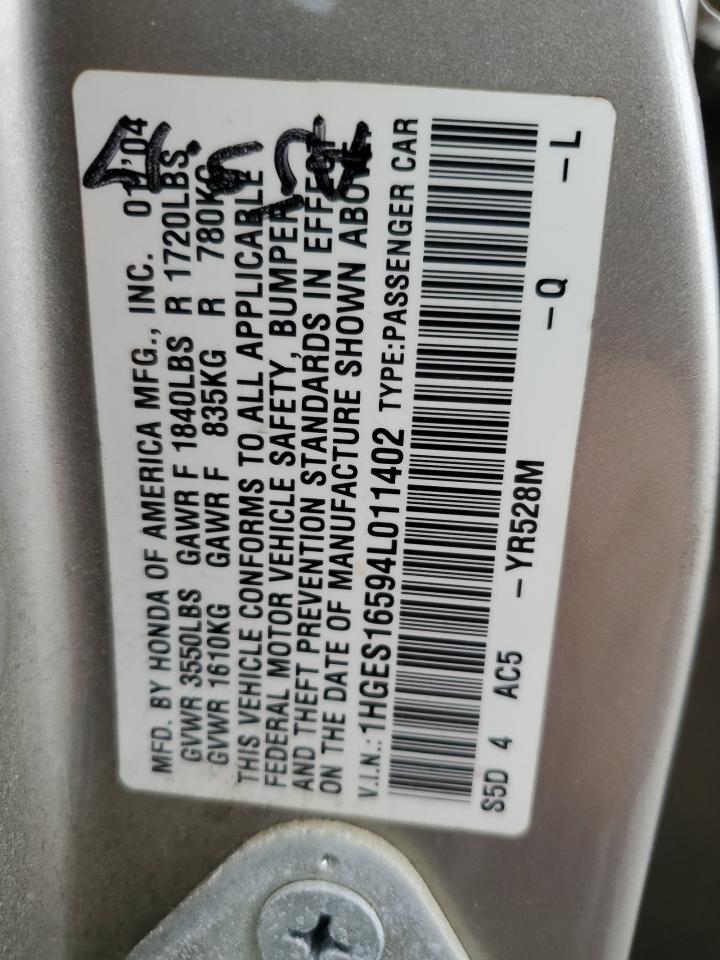 MFD. BY HONDA OF AMERICA MFG., INC. 01/'04
GVWR 3550LBS GAWR F 1840LBS R 1720LBS
GVWR 1610KG GAWR F 835KG R 780KG
THIS VEHICLE CONFORMS TO ALL APPLICABLE
FEDERAL MOTOR VEHICLE SAFETY, BUMPER,
AND THEFT PREVENTION STANDARDS IN EFFECT
ON THE DATE OF MANUFACTURE SHOWN ABOVE.
V.I.N.: 1HGES16594L011402 TYPE:PASSENGER CAR
S5D 4 AC5 – YR528M – Q – L